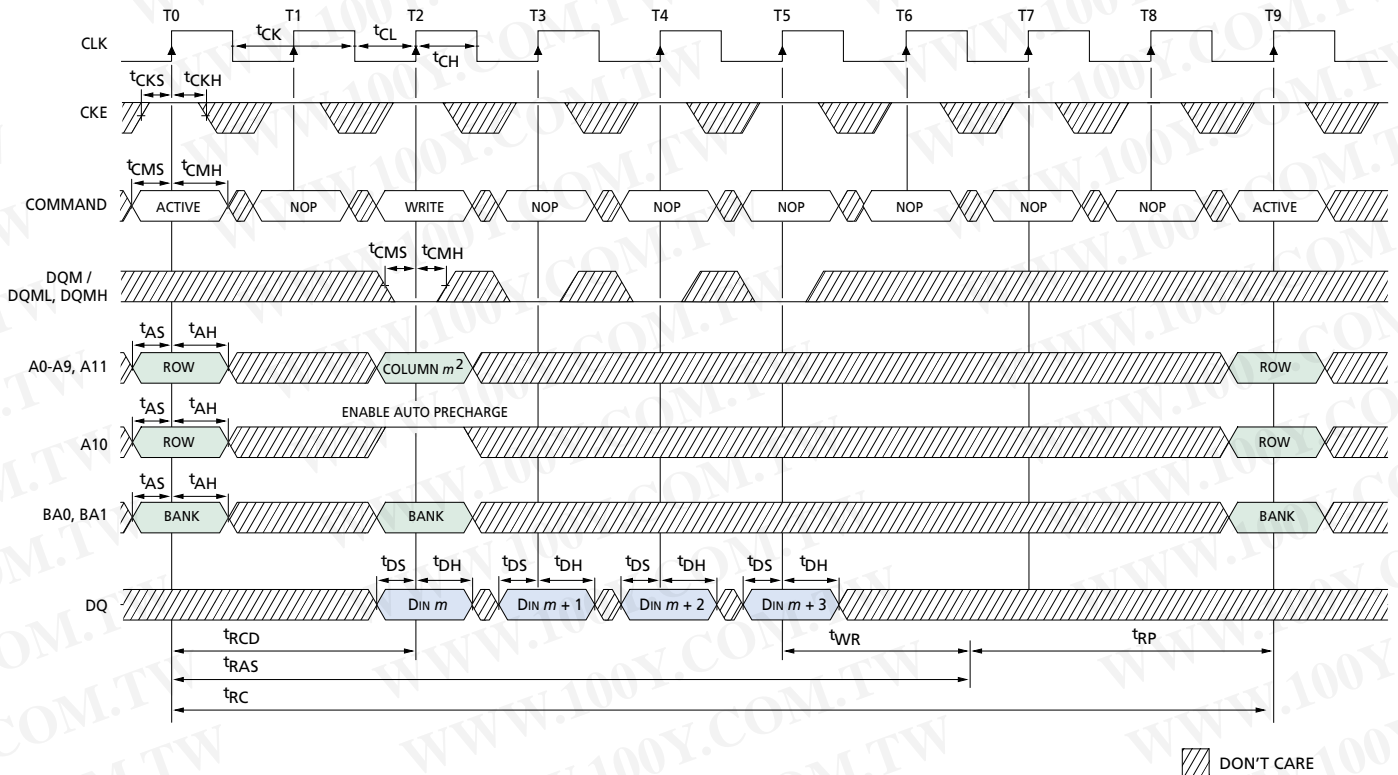 T0 T1 T2 T3 T4 T5 T6 T7 T8 T9
CLK
tCK tCL tCH
tCKS tCKH
CKE
tCMS tCMH
COMMAND ACTIVE NOP WRITE NOP NOP NOP NOP NOP NOP ACTIVE
tCMS tCMH
DQM /
DQML, DQMH
tAS tAH
A0-A9, A11 ROW COLUMN m2 ROW
ENABLE AUTO PRECHARGE
tAS tAH
A10 ROW ROW
tAS tAH
BA0, BA1 BANK BANK BANK
tDS tDH tDS tDH tDS tDH tDS tDH
DQ DIN m DIN m + 1 DIN m + 2 DIN m + 3
tRCD tWR tRP
tRAS
tRC
DON'T CARE
WWW.100Y.COM.TW